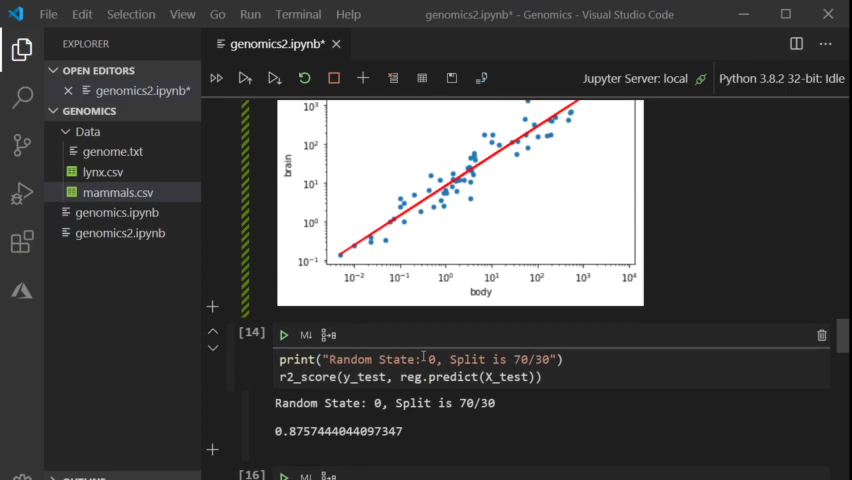 File Edit Selection View Go Run Terminal Help genomics2.ipynb* - Genomics - Visual Studio Code
EXPLORER
OPEN EDITORS
genomics2.ipynb*
GENOMICS
Data
genome.txt
lynx.csv
mammals.csv
genomics.ipynb
genomics2.ipynb
OUTLINE
genomics2.ipynb*
Jupyter Server: local Python 3.8.2 32-bit: Idle
10³
10²
10¹
10⁰
10⁻¹
brain
10⁻² 10⁻¹ 10⁰ 10¹ 10² 10³ 10⁴
body
[14]
M↓
print("Random State: 0, Split is 70/30")
r2_score(y_test, reg.predict(X_test))
Random State: 0, Split is 70/30
0.8757444044097347
[16]
M↓